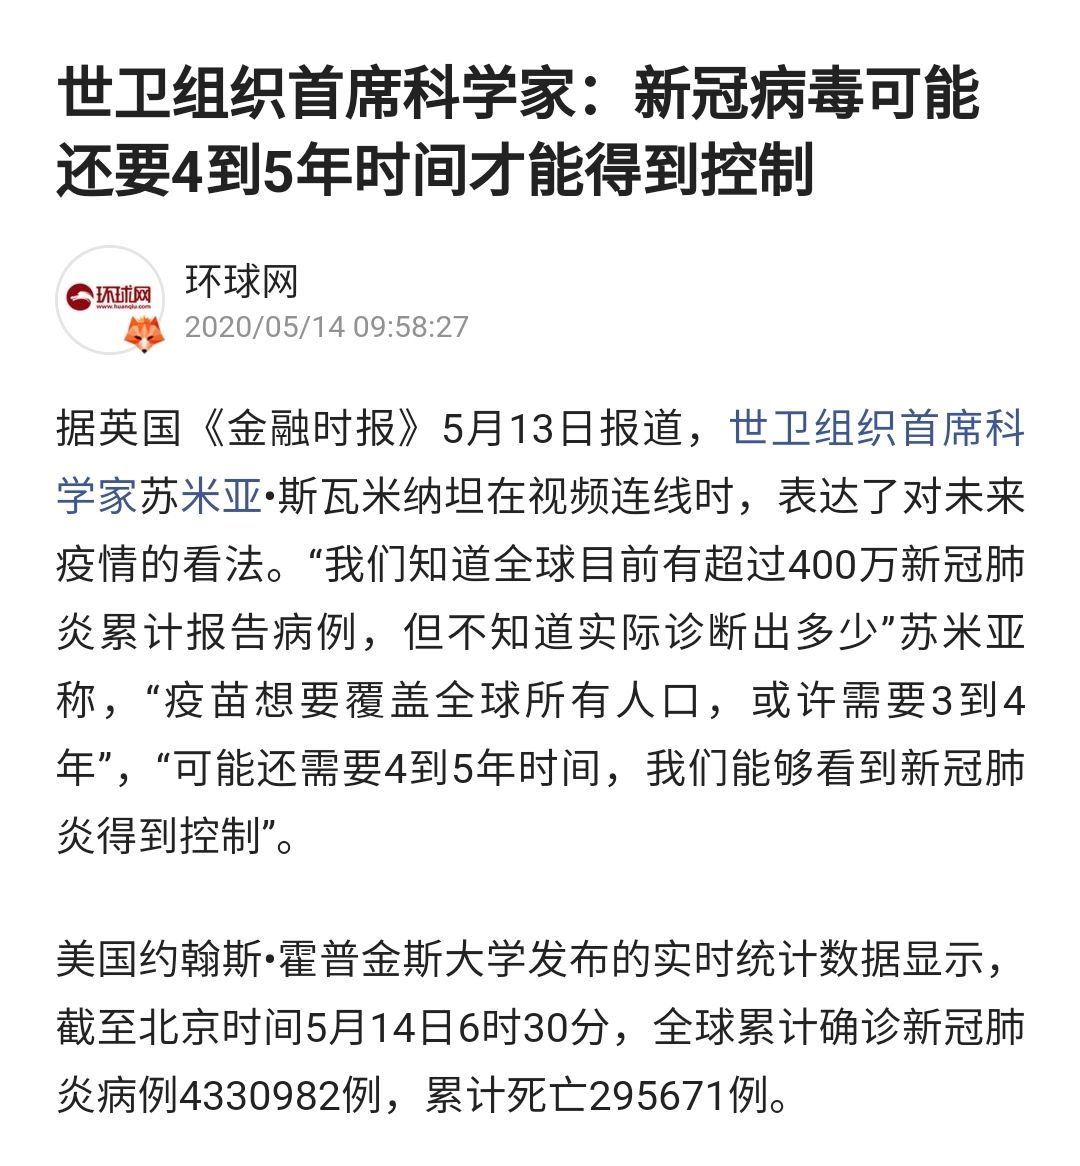 世卫组织首席科学家：新冠病毒可能
还要4到5年时间才能得到控制
环球网
www.huanqiu.com
环球网
2020/05/14 09:58:27
据英国《金融时报》5月13日报道，世卫组织首席科
学家苏米亚•斯瓦米纳坦在视频连线时，表达了对未来
疫情的看法。“我们知道全球目前有超过400万新冠肺
炎累计报告病例，但不知道实际诊断出多少”苏米亚
称，“疫苗想要覆盖全球所有人口，或许需要3到4
年”，“可能还需要4到5年时间，我们能够看到新冠肺
炎得到控制”。
美国约翰斯•霍普金斯大学发布的实时统计数据显示，
截至北京时间5月14日6时30分，全球累计确诊新冠肺
炎病例4330982例，累计死亡295671例。